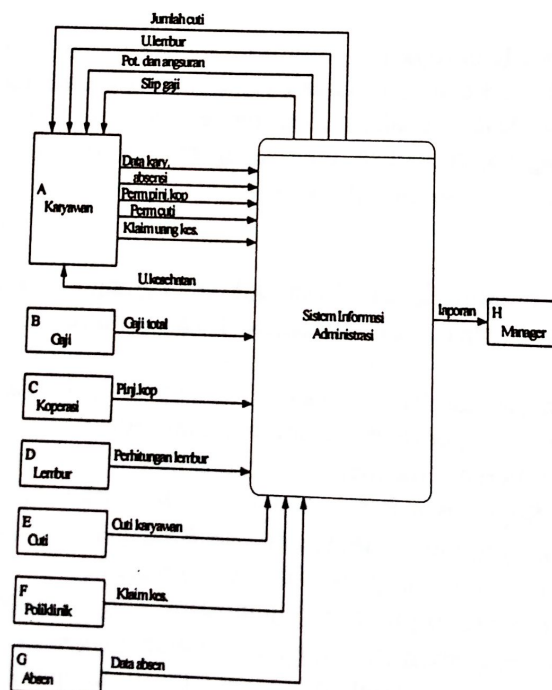 Jumlah cuti
U.lembur
Pot. dan angsuran
Slip gaji
A
Karyawan
Data kary.
absensi
Perm.pinj.kop
Perm cuti
Klaim uang kes.
U.kesehatan
Sistem Informasi
Administrasi
laporan
H
Manager
B
Gaji
Gaji total
C
Koperasi
Pinj.kop
D
Lembur
Perhitungan lembur
E
Cuti
Cuti karyawan
F
Poliklinik
Klaim kes.
G
Absen
Data absen